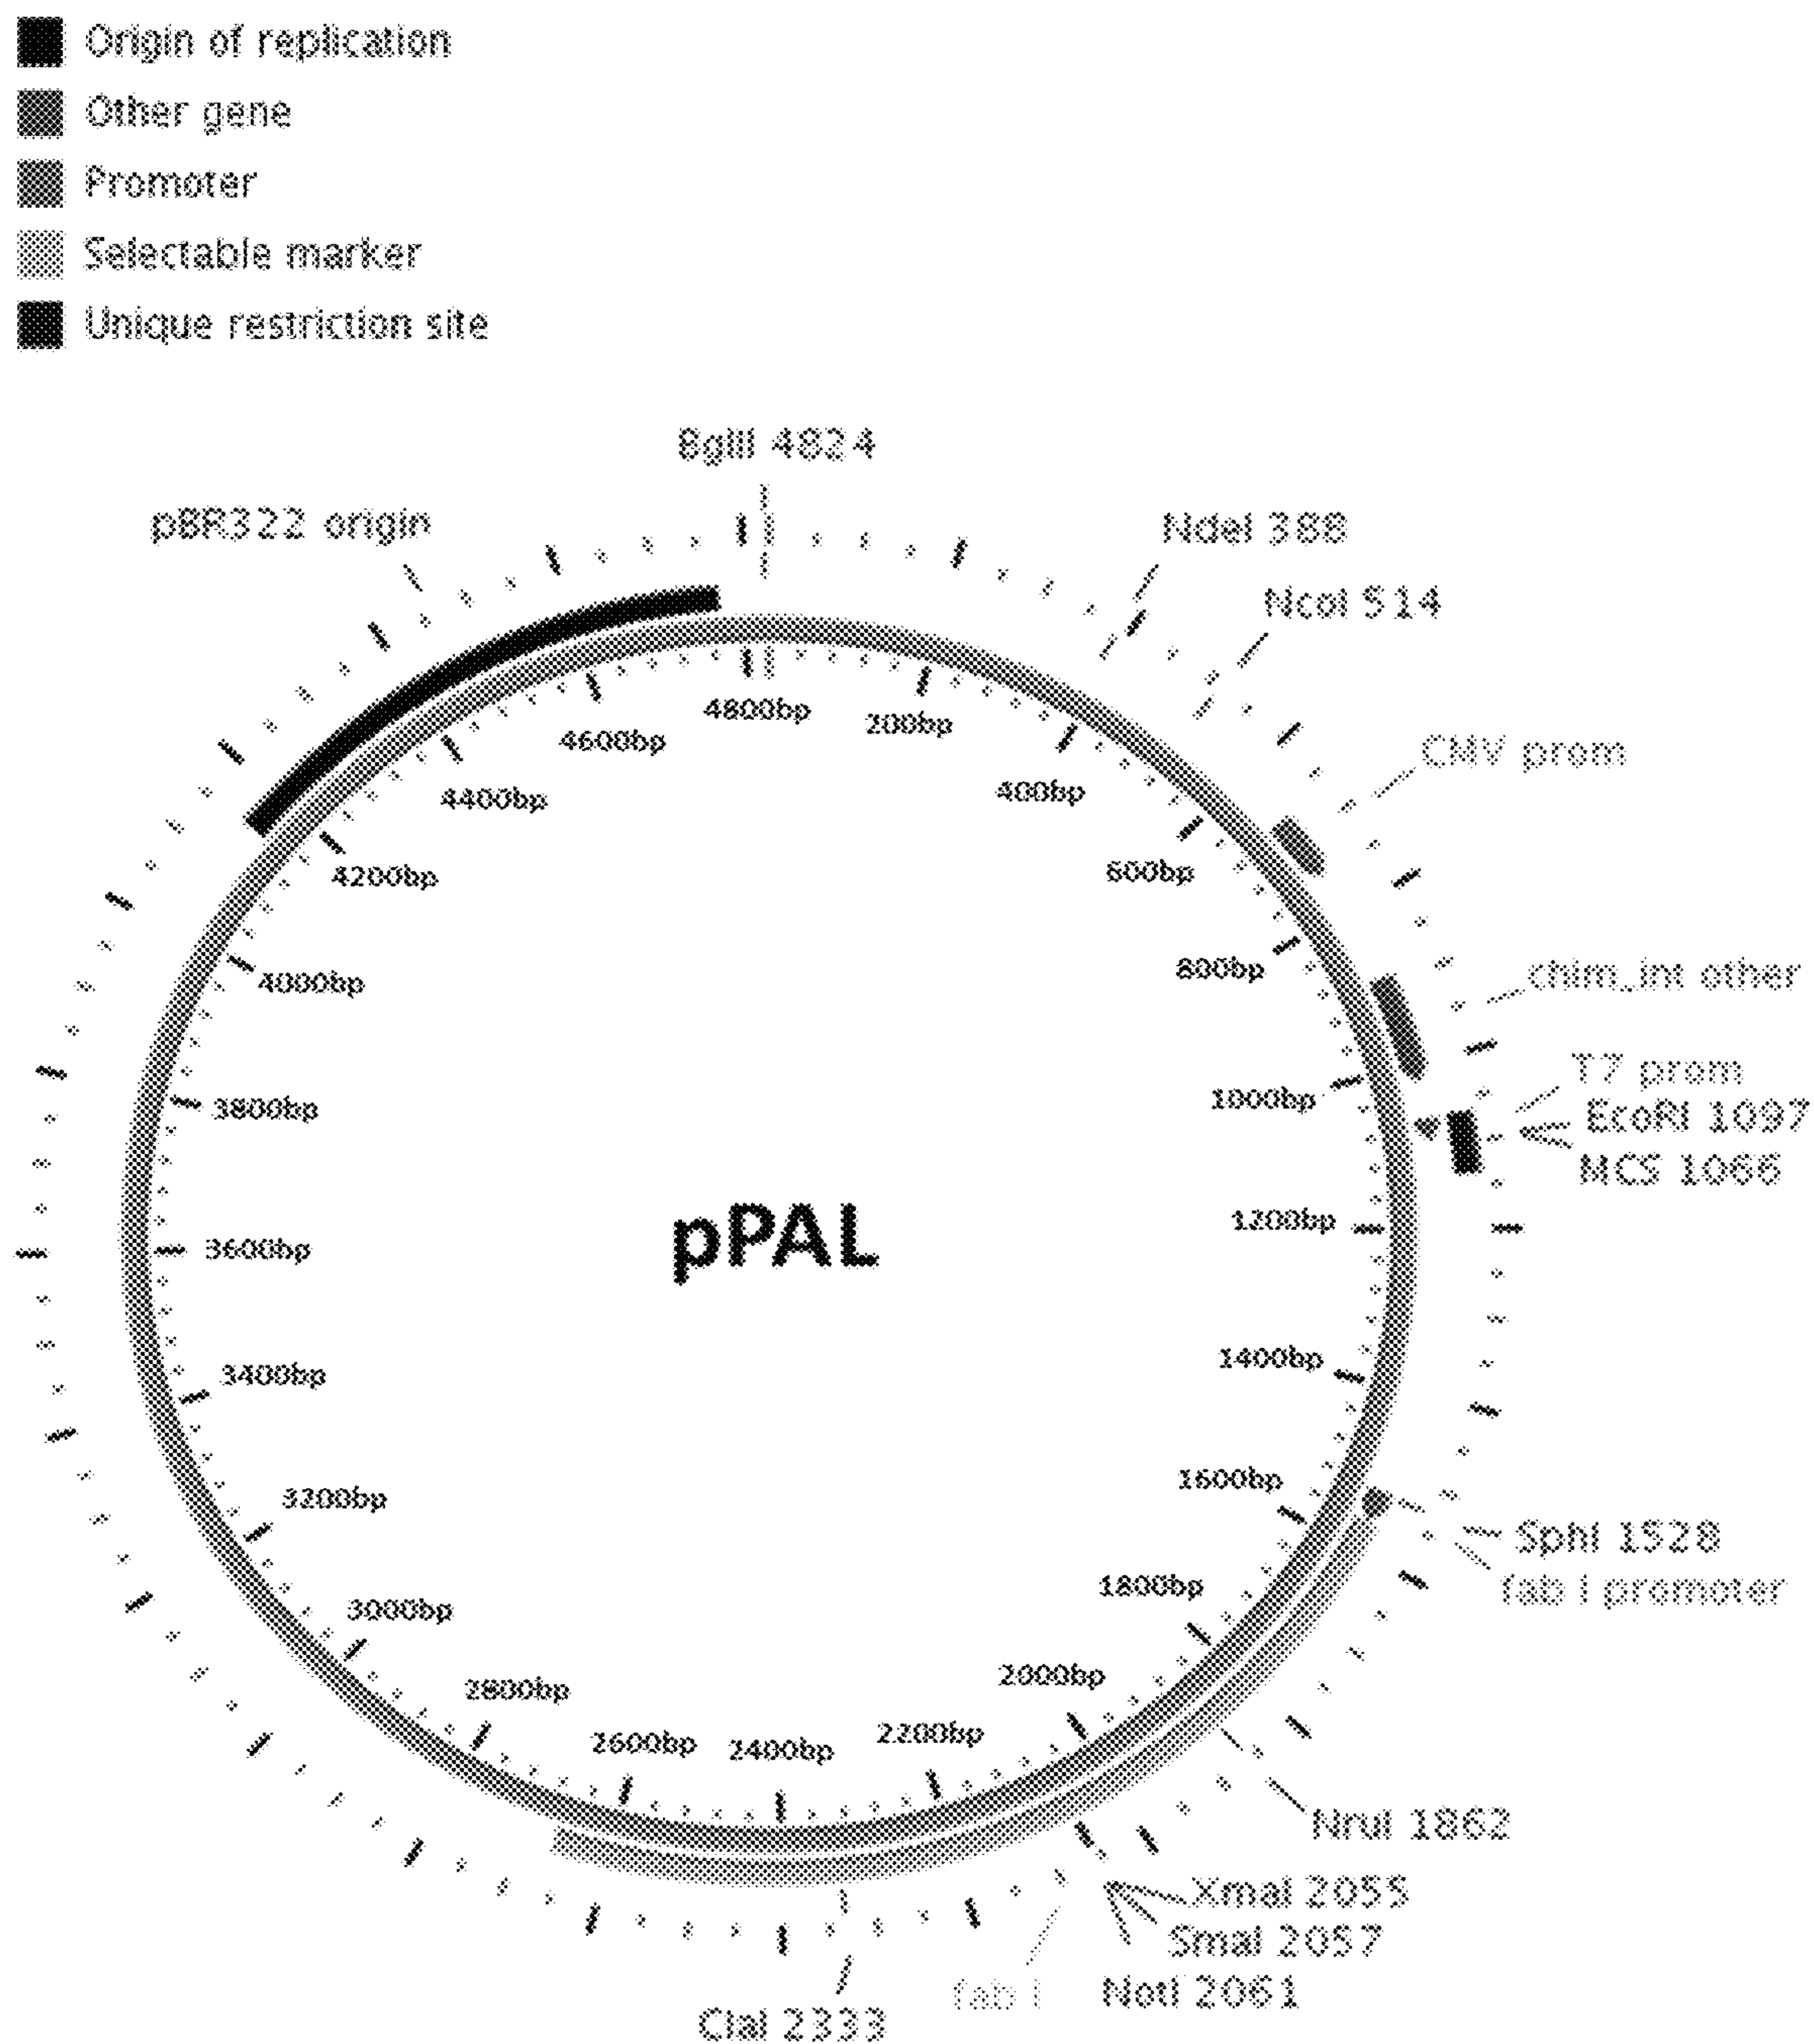 Origin of replication
Other gene
Promoter
Selectable marker
Unique restriction site
BglII 4824
pBR322 origin
NdeI 388
NcoI 514
CMV prom
chim_int other
T7 prom
EcoRI 1097
MCS 1066
SphI 1528
fab i promoter
NruI 1862
XmaI 2055
SmaI 2057
NotI 2061
fab i
ClaI 2333
4800bp
200bp
400bp
600bp
800bp
1000bp
1200bp
1400bp
1600bp
1800bp
2000bp
2200bp
2400bp
2600bp
2800bp
3000bp
3200bp
3400bp
3600bp
3800bp
4000bp
4200bp
4400bp
4600bp
pPAL